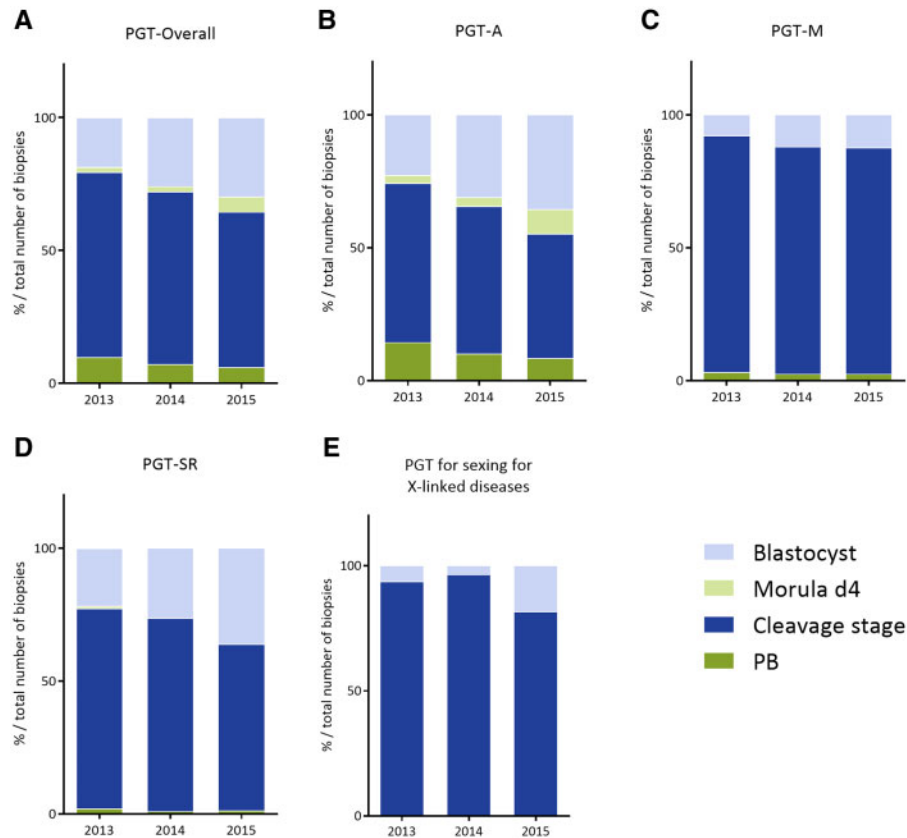 A
PGT-Overall
% / total number of biopsies
100
50
0
2013 2014 2015
B
PGT-A
% / total number of biopsies
100
50
0
2013 2014 2015
C
PGT-M
% / total number of biopsies
100
50
0
2013 2014 2015
D
PGT-SR
% / total number of biopsies
100
50
0
2013 2014 2015
E
PGT for sexing for
X-linked diseases
% / total number of biopsies
100
50
0
2013 2014 2015
Blastocyst
Morula d4
Cleavage stage
PB